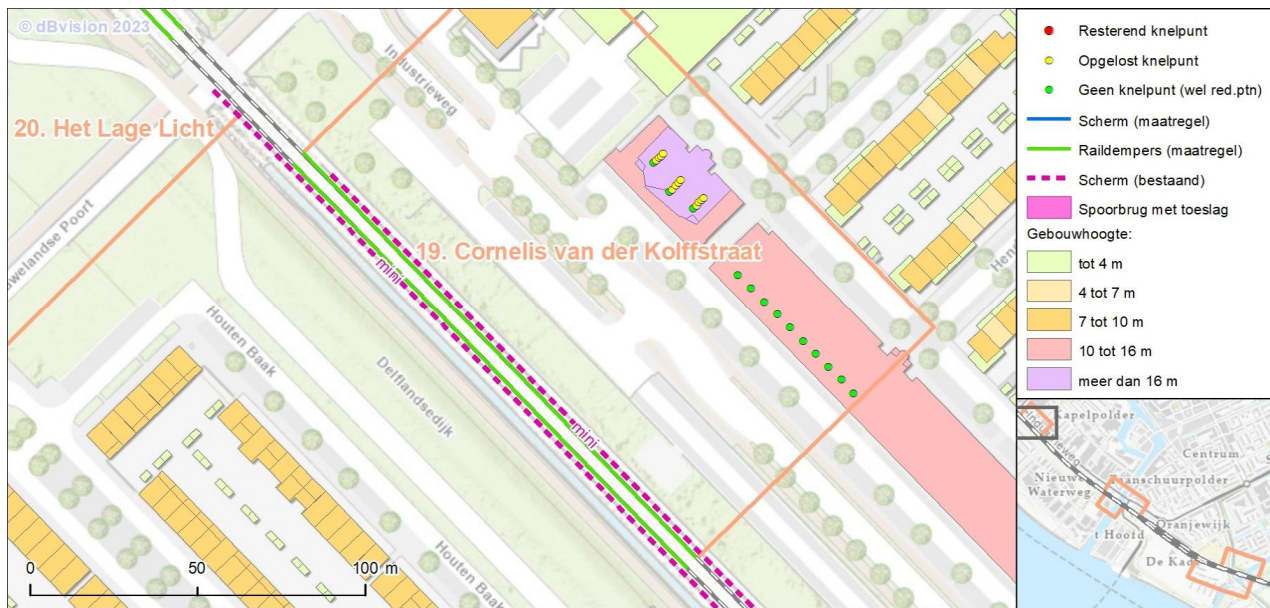 © dBvision 2023
Industrieweg
20. Het Lage Licht
19. Cornelis van der Kolffstraat
mini
mini
Houten Baak
Delflandsedijk
Houten Baak
0 50 100 m
Resterend knelpunt
Opgelost knelpunt
Geen knelpunt (wel red.ptn)
Scherm (maatregel)
Raildempers (maatregel)
Scherm (bestaand)
Spoorbrug met toeslag
Gebouwhoogte:
tot 4 m
4 tot 7 m
7 tot 10 m
10 tot 16 m
meer dan 16 m
Kapelpolder
Centrum
Nieuwe
Waterweg
Taanschuurpolder
Oranjewijk
't Hoofd